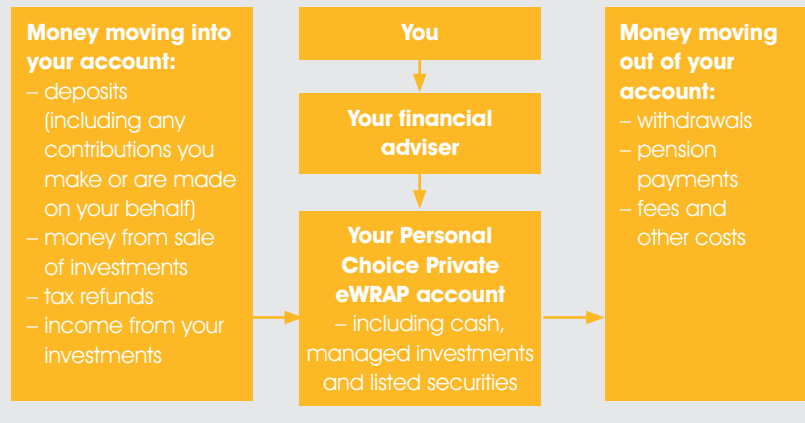 Money moving into
your account:
– deposits
(including any
contributions you
make or are made
on your behalf)
– money from sale
of investments
– tax refunds
– income from your
investments
You
Your financial
adviser
Your Personal
Choice Private
eWRAP account
– including cash,
managed investments
and listed securities
Money moving
out of your
account:
– withdrawals
– pension
payments
– fees and
other costs